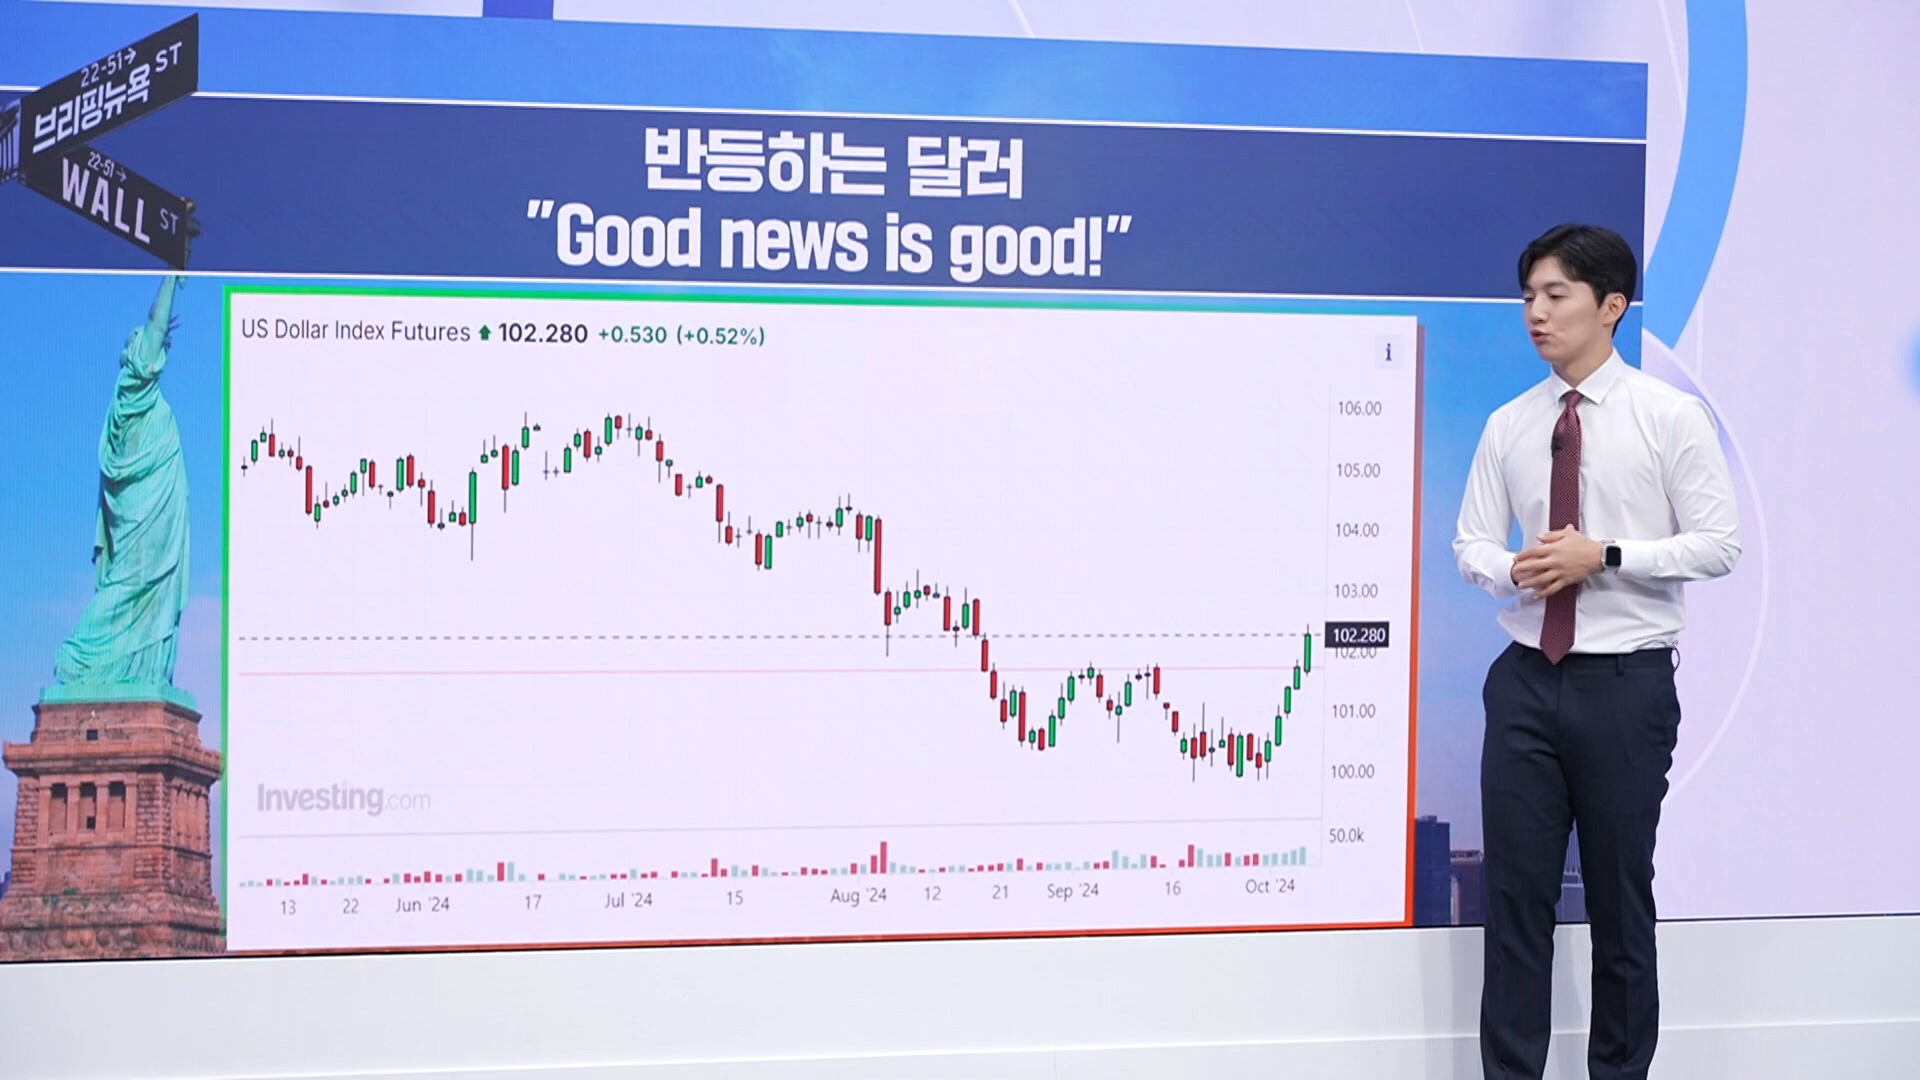 22-51→ ST
브리핑뉴욕
22-51→
WALL ST
반등하는 달러
"Good news is good!"
US Dollar Index Futures 102.280 +0.530 (+0.52%)
i
106.00
105.00
104.00
103.00
102.280
102.00
101.00
100.00
Investing.com
50.0k
13 22 Jun '24 17 Jul '24 15 Aug '24 12 21 Sep '24 16 Oct '24